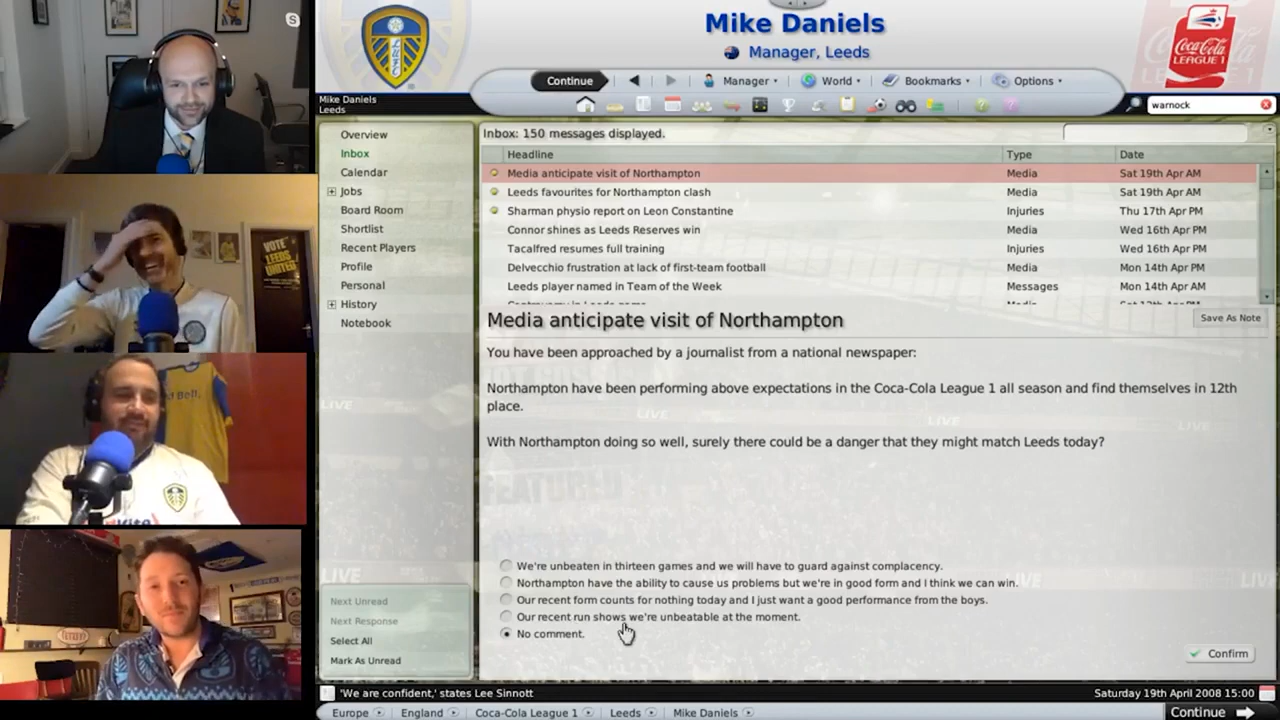 Mike Daniels
Manager, Leeds
Coca-Cola
LEAGUE 1
Continue
Manager
World
Bookmarks
Options
Mike Daniels
Leeds
warnock
Overview
Inbox
Calendar
Jobs
Board Room
Shortlist
Recent Players
Profile
Personal
History
Notebook
Next Unread
Next Response
Select All
Mark As Unread
Inbox: 150 messages displayed.
Headline Type Date
Media anticipate visit of Northampton Media Sat 19th Apr AM
Leeds favourites for Northampton clash Media Sat 19th Apr AM
Sharman physio report on Leon Constantine Injuries Thu 17th Apr PM
Connor shines as Leeds Reserves win Media Wed 16th Apr PM
Tacalfred resumes full training Injuries Wed 16th Apr PM
Delvecchio frustration at lack of first-team football Media Mon 14th Apr PM
Leeds player named in Team of the Week Messages Mon 14th Apr AM
Media anticipate visit of Northampton
Save As Note
You have been approached by a journalist from a national newspaper:
Northampton have been performing above expectations in the Coca-Cola League 1 all season and find themselves in 12th
place.
With Northampton doing so well, surely there could be a danger that they might match Leeds today?
We're unbeaten in thirteen games and we will have to guard against complacency.
Northampton have the ability to cause us problems but we're in good form and I think we can win.
Our recent form counts for nothing today and I just want a good performance from the boys.
Our recent run shows we're unbeatable at the moment.
No comment.
Confirm
'We are confident,' states Lee Sinnott
Saturday 19th April 2008 15:00
Europe
England
Coca-Cola League 1
Leeds
Mike Daniels
Continue
VOTE
LEEDS
UNITED